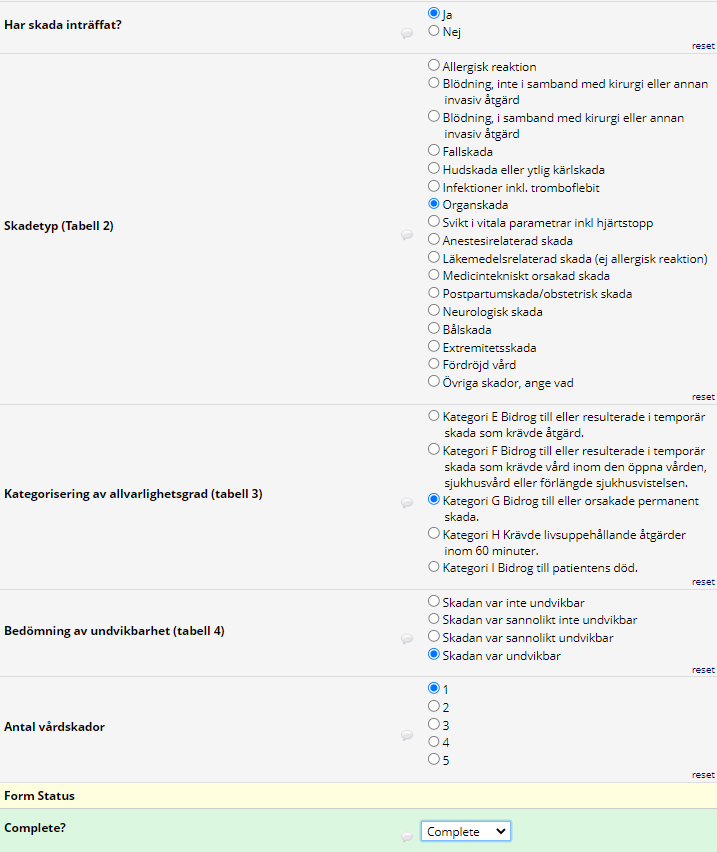 Har skada inträffat?
Ja
Nej
reset
Skadetyp (Tabell 2)
Allergisk reaktion
Blödning, inte i samband med kirurgi eller annan
invasiv åtgärd
Blödning, i samband med kirurgi eller annan
invasiv åtgärd
Fallskada
Hudskada eller ytlig kärlskada
Infektioner inkl. tromboflebit
Organskada
Svikt i vitala parametrar inkl hjärtstopp
Anestesirelaterad skada
Läkemedelsrelaterad skada (ej allergisk reaktion)
Medicintekniskt orsakad skada
Postpartumskada/obstetrisk skada
Neurologisk skada
Bålskada
Extremitetsskada
Fördröjd vård
Övriga skador, ange vad
reset
Kategorisering av allvarlighetsgrad (tabell 3)
Kategori E Bidrog till eller resulterade i temporär
skada som krävde åtgärd.
Kategori F Bidrog till eller resulterade i temporär
skada som krävde vård inom den öppna vården,
sjukhusvård eller förlängde sjukhusvistelsen.
Kategori G Bidrog till eller orsakade permanent
skada.
Kategori H Krävde livsuppehållande åtgärder
inom 60 minuter.
Kategori I Bidrog till patientens död.
reset
Bedömning av undvikbarhet (tabell 4)
Skadan var inte undvikbar
Skadan var sannolikt inte undvikbar
Skadan var sannolikt undvikbar
Skadan var undvikbar
reset
Antal vårdskador
1
2
3
4
5
reset
Form Status
Complete?
Complete